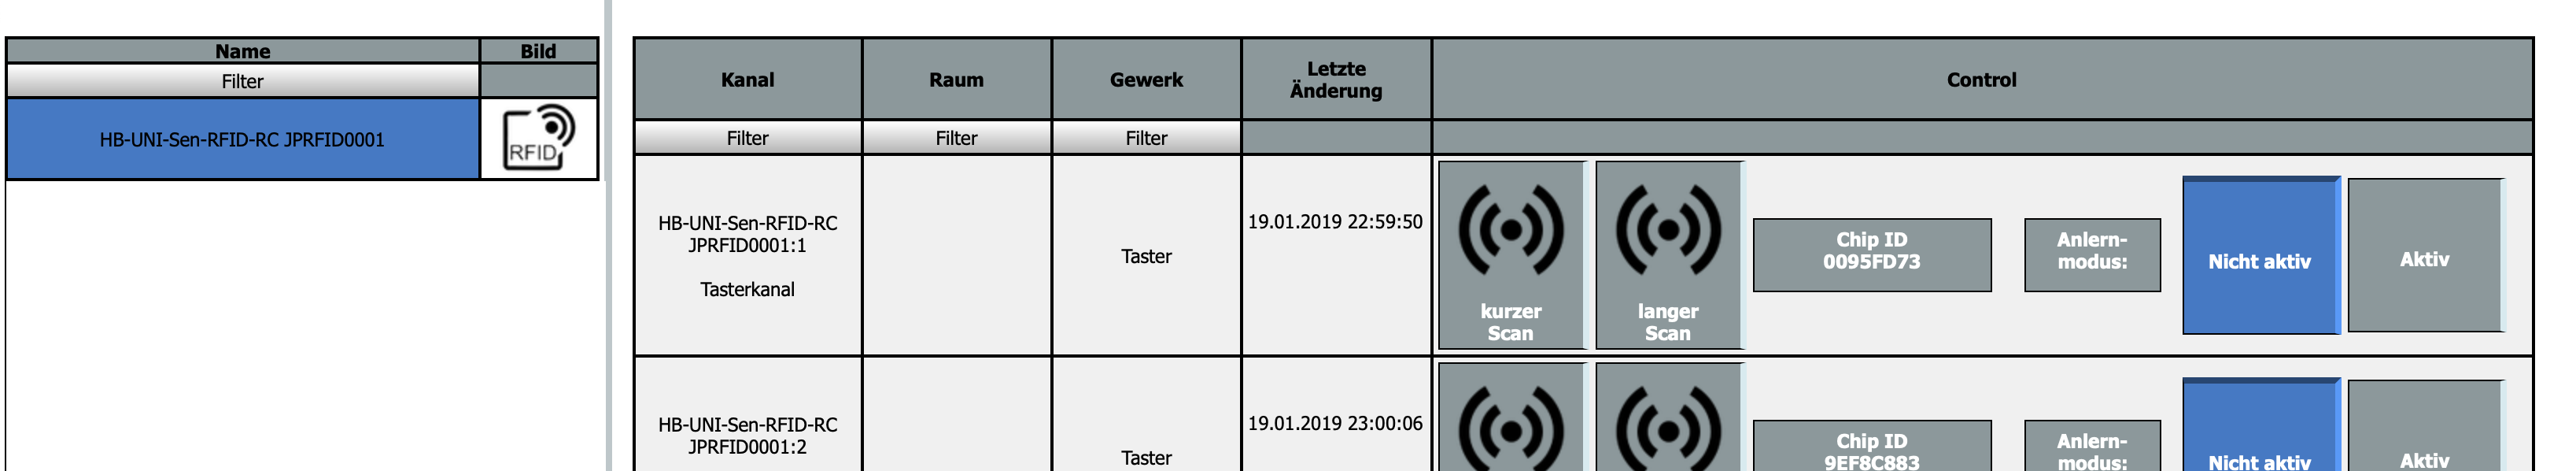 Name
Bild
Filter
HB-UNI-Sen-RFID-RC JPRFID0001
RFID
Kanal
Raum
Gewerk
Letzte
Änderung
Control
Filter
Filter
Filter
HB-UNI-Sen-RFID-RC
JPRFID0001:1
Tasterkanal
Taster
19.01.2019 22:59:50
kurzer
Scan
langer
Scan
Chip ID
0095FD73
Anlern-
modus:
Nicht aktiv
Aktiv
HB-UNI-Sen-RFID-RC
JPRFID0001:2
Taster
19.01.2019 23:00:06
Chip ID
9EF8C883
Anlern-
modus:
Nicht aktiv
Aktiv